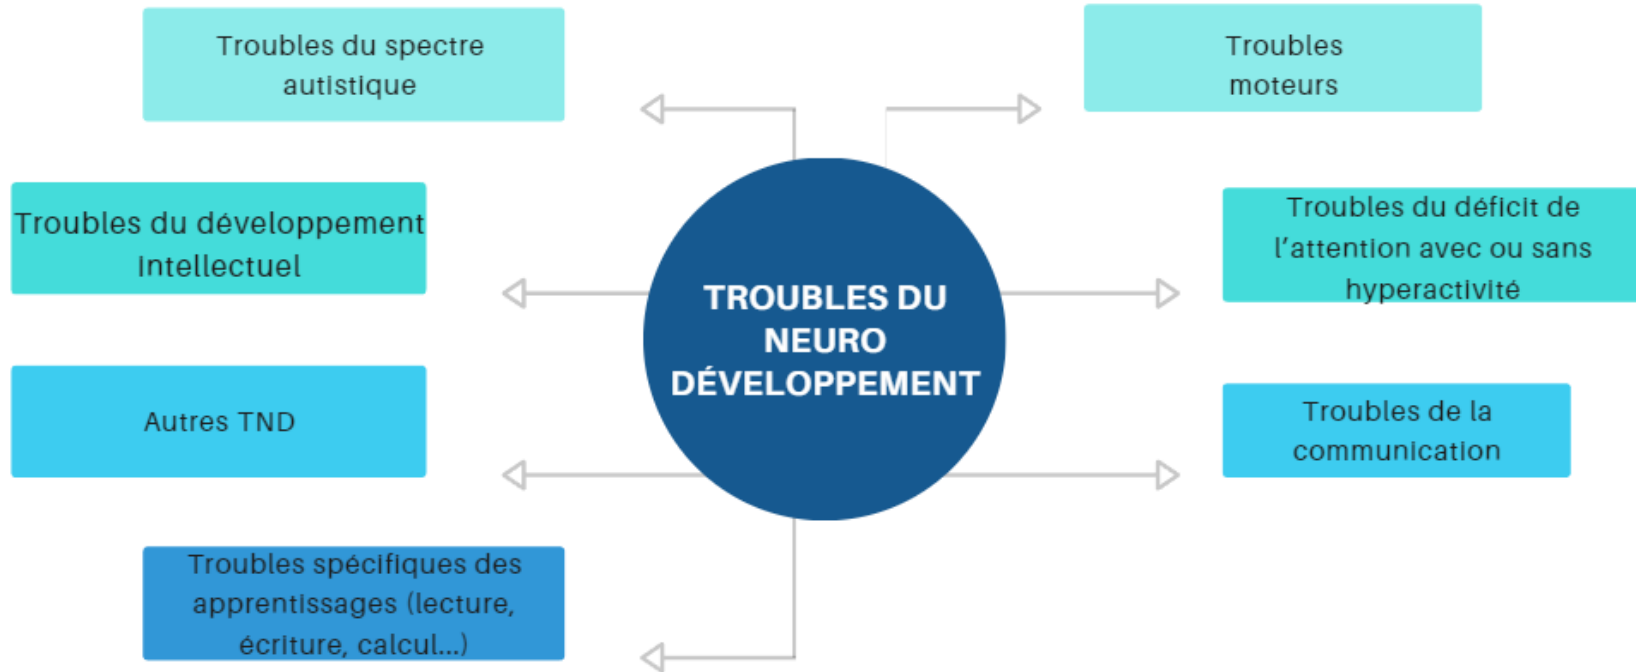 Troubles du spectre
autistique
Troubles
moteurs
Troubles du développement
intellectuel
Troubles du déficit de
l'attention avec ou sans
hyperactivité
TROUBLES DU
NEURO
DÉVELOPPEMENT
Autres TND
Troubles de la
communication
Troubles spécifiques des
apprentissages (lecture,
écriture, calcul...)